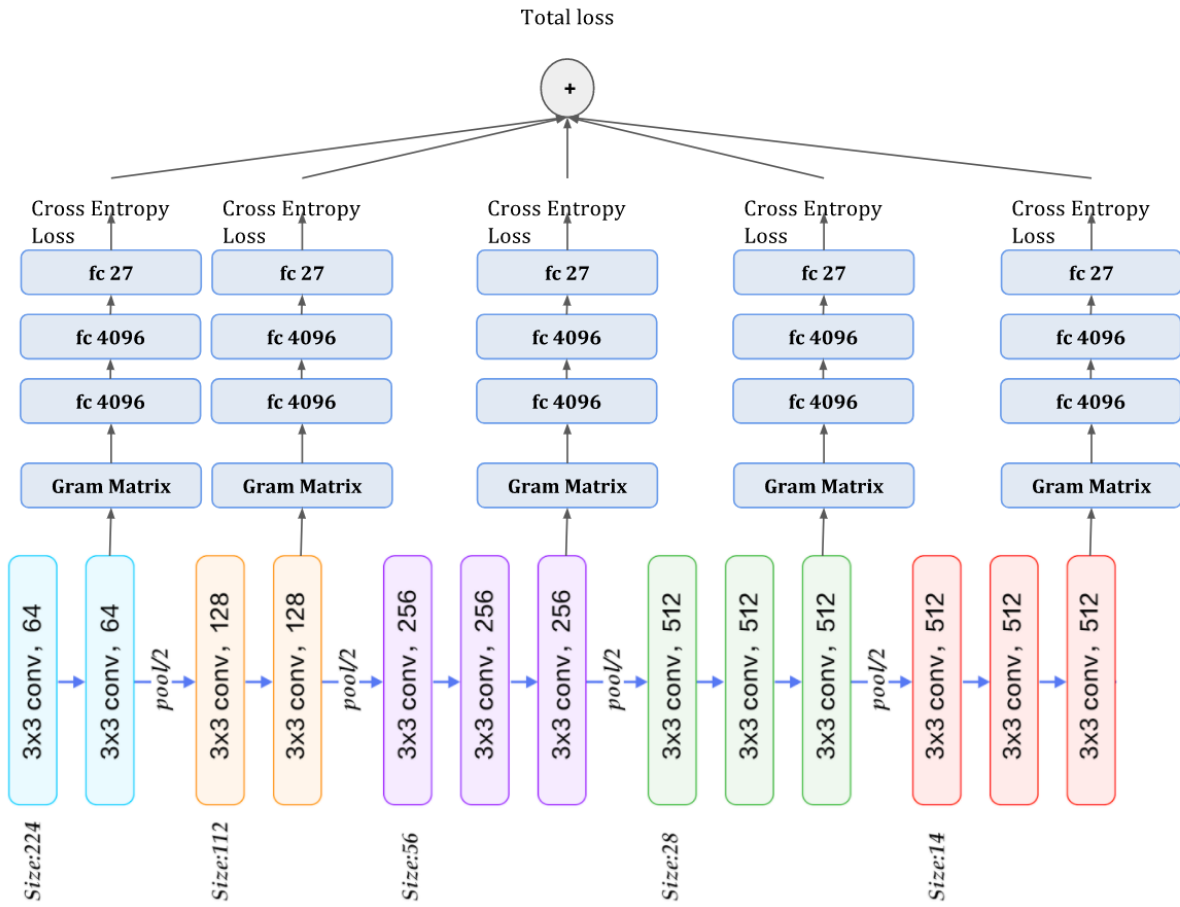 Total loss
+
Cross Entropy Loss
Cross Entropy Loss
Cross Entropy Loss
Cross Entropy Loss
Cross Entropy Loss
fc 27
fc 27
fc 27
fc 27
fc 27
fc 4096
fc 4096
fc 4096
fc 4096
fc 4096
fc 4096
fc 4096
fc 4096
fc 4096
fc 4096
Gram Matrix
Gram Matrix
Gram Matrix
Gram Matrix
Gram Matrix
3x3 conv, 64
3x3 conv, 64
pool/2
3x3 conv, 128
3x3 conv, 128
pool/2
3x3 conv, 256
3x3 conv, 256
3x3 conv, 256
pool/2
3x3 conv, 512
3x3 conv, 512
3x3 conv, 512
pool/2
3x3 conv, 512
3x3 conv, 512
3x3 conv, 512
Size:224
Size:112
Size:56
Size:28
Size:14